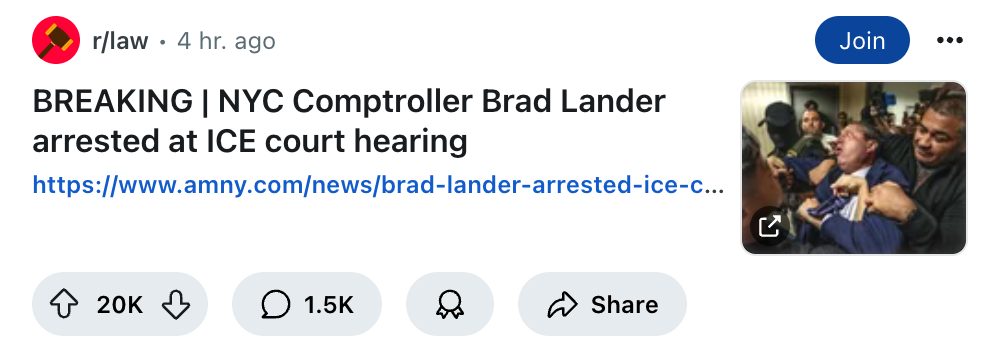 r/law • 4 hr. ago
Join
BREAKING | NYC Comptroller Brad Lander
arrested at ICE court hearing
https://www.amny.com/news/brad-lander-arrested-ice-c...
20K
1.5K
Share